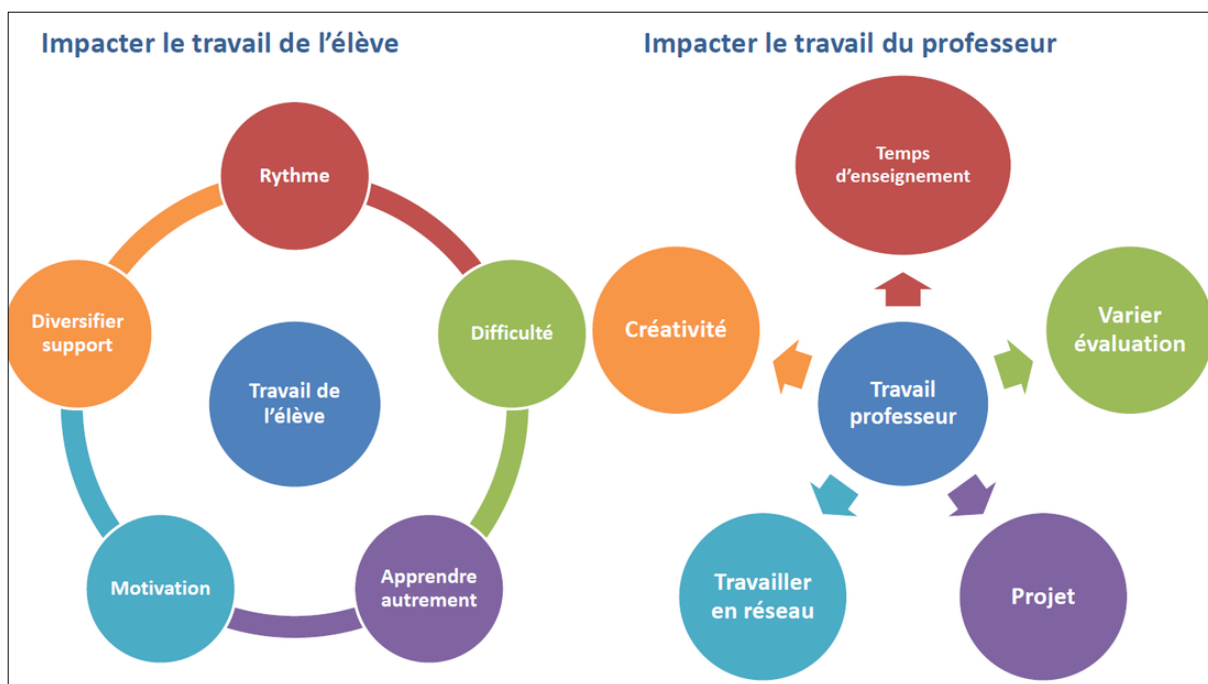 Impacter le travail de l'élève
Rythme
Difficulté
Apprendre
autrement
Motivation
Diversifier
support
Travail de
l'élève
Impacter le travail du professeur
Temps
d'enseignement
Varier
évaluation
Projet
Travailler
en réseau
Créativité
Travail
professeur